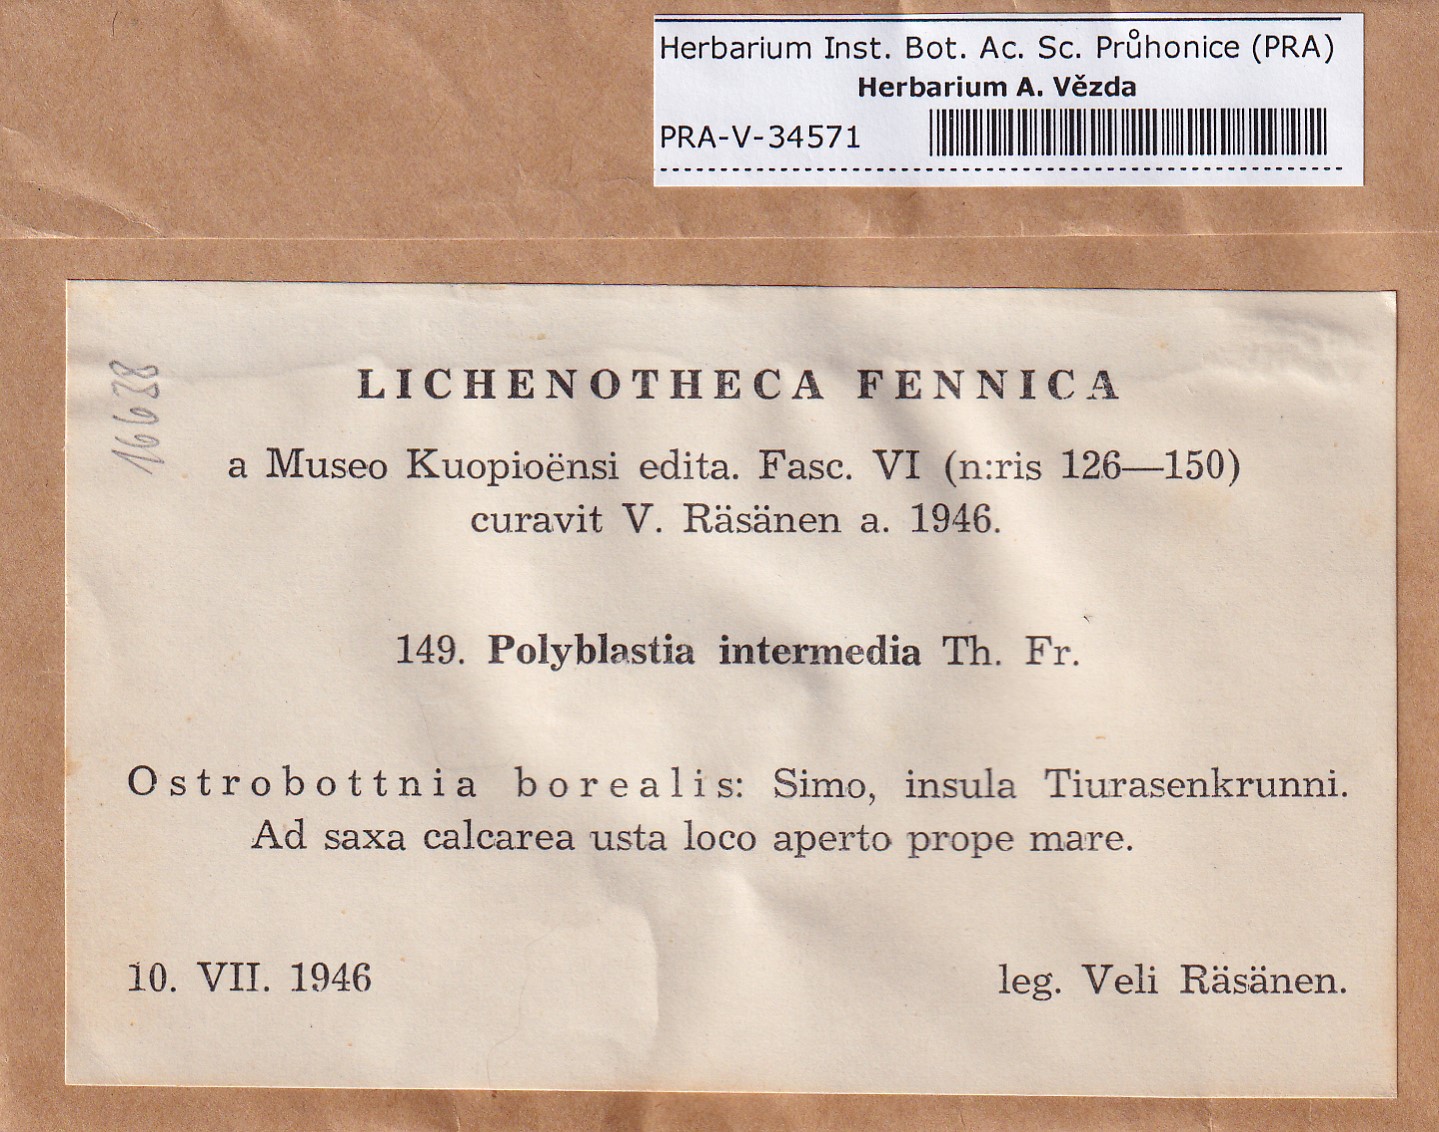 Herbarium Inst. Bot. Ac. Sc. Průhonice (PRA)
Herbarium A. Vězda
PRA-V-34571
16638
LICHENOTHECA FENNICA
a Museo Kuopioënsi edita. Fasc. VI (n:ris 126—150)
curavit V. Räsänen a. 1946.
149. Polyblastia intermedia Th. Fr.
Ostrobottnia borealis: Simo, insula Tiurasenkrunni.
Ad saxa calcarea usta loco aperto prope mare.
10. VII. 1946
leg. Veli Räsänen.